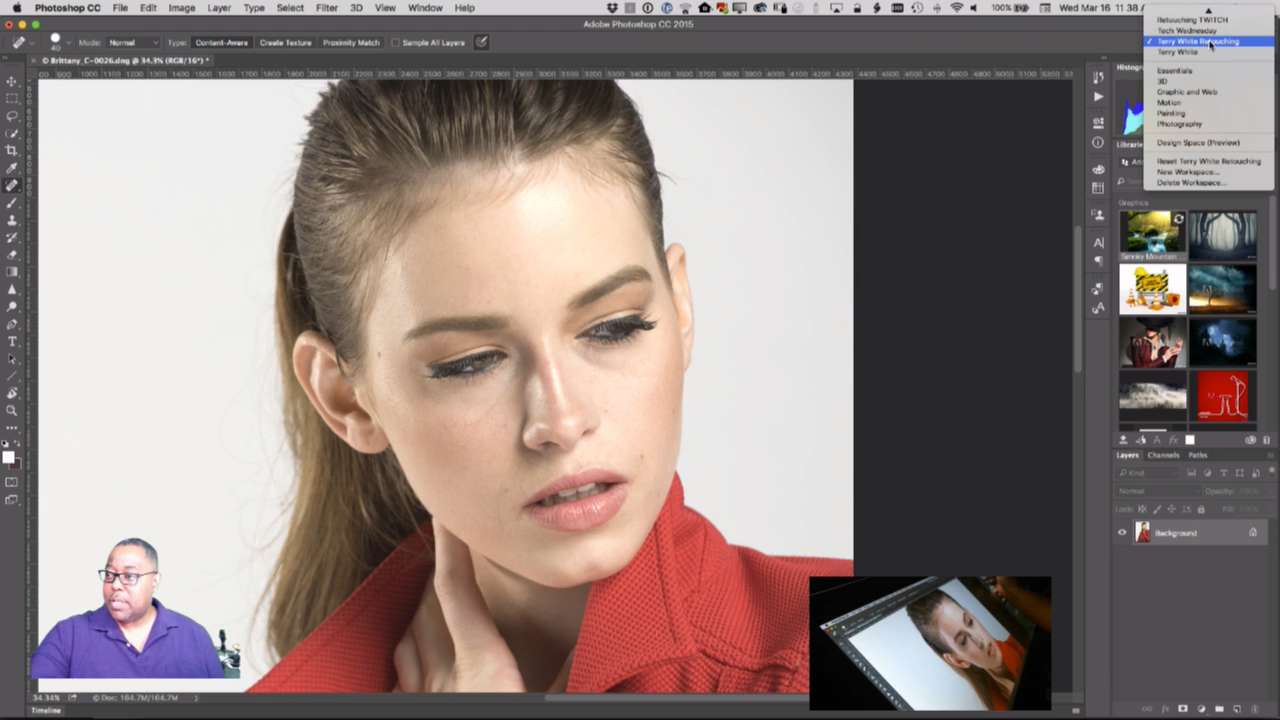 Photoshop CC File Edit Image Layer Type Select Filter 3D View Window Help 100% Wed Mar 16 11:38 A
Adobe Photoshop CC 2015
40 Mode: Normal Type: Content-Aware Create Texture Proximity Match Sample All Layers
© Brittany_C-0026.dng @ 34.3% (RGB/16*) *
Retouching TWITCH
Tech Wednesday
Terry White Retouching
Terry White
Essentials
3D
Graphic and Web
Motion
Painting
Photography
Design Space (Preview)
Reset Terry White Retouching
New Workspace...
Delete Workspace...
Graphics
Smoky Mountain
Layers Channels Paths
Kind
Normal Opacity: 100%
Lock: Fill: 100%
Background
34.34% Doc: 164.7M/164.7M
Timeline